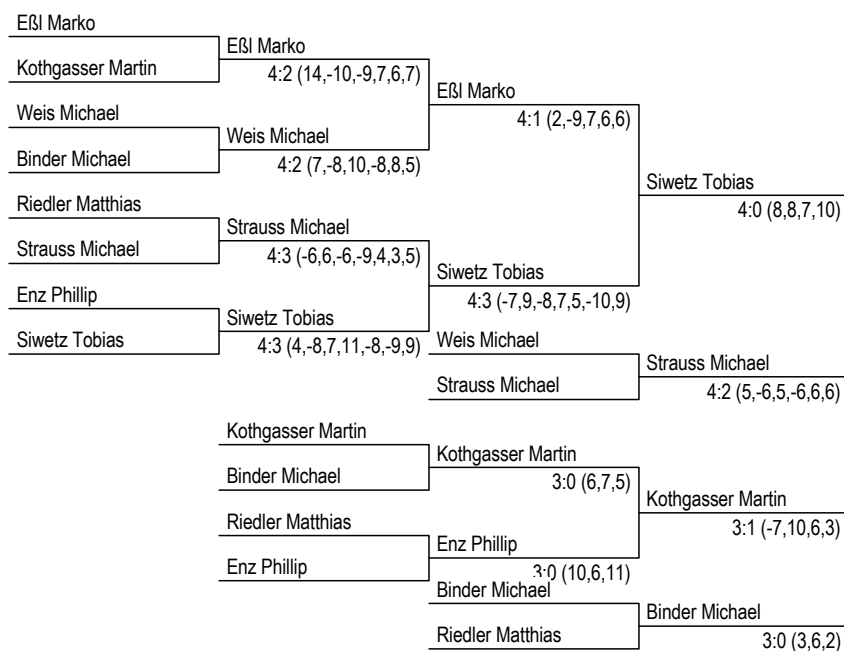 Eßl Marko
Eßl Marko
Kothgasser Martin
4:2 (14,-10,-9,7,6,7)
Eßl Marko
Weis Michael
4:1 (2,-9,7,6,6)
Weis Michael
Binder Michael
4:2 (7,-8,10,-8,8,5)
Siwetz Tobias
Riedler Matthias
4:0 (8,8,7,10)
Strauss Michael
Strauss Michael
4:3 (-6,6,-6,-9,4,3,5)
Siwetz Tobias
Enz Phillip
4:3 (-7,9,-8,7,5,-10,9)
Siwetz Tobias
Siwetz Tobias
4:3 (4,-8,7,11,-8,-9,9)
Weis Michael
Strauss Michael
Strauss Michael
4:2 (5,-6,5,-6,6,6)
Kothgasser Martin
Kothgasser Martin
Binder Michael
3:0 (6,7,5)
Kothgasser Martin
Riedler Matthias
3:1 (-7,10,6,3)
Enz Phillip
Enz Phillip
3:0 (10,6,11)
Binder Michael
Binder Michael
Riedler Matthias
3:0 (3,6,2)